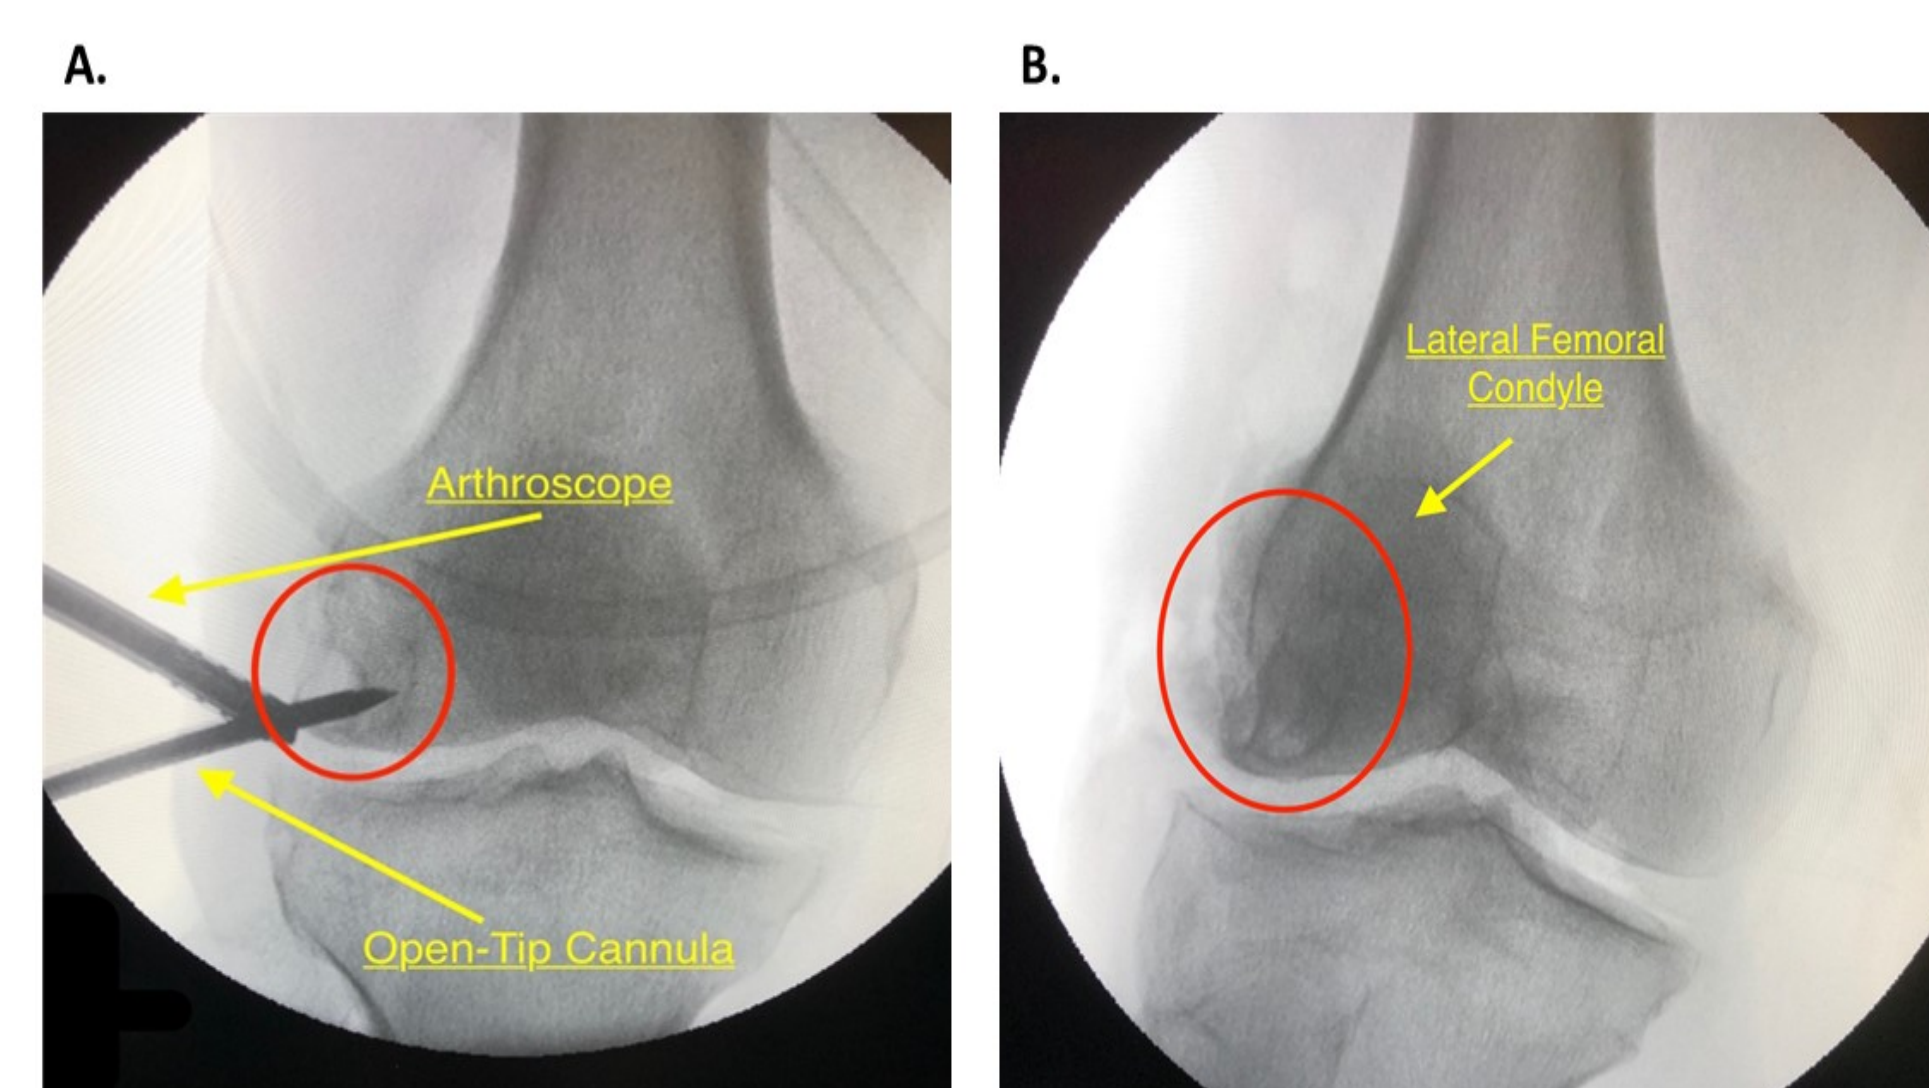 A.
B.
Arthroscope
Open-Tip Cannula
Lateral Femoral
Condyle